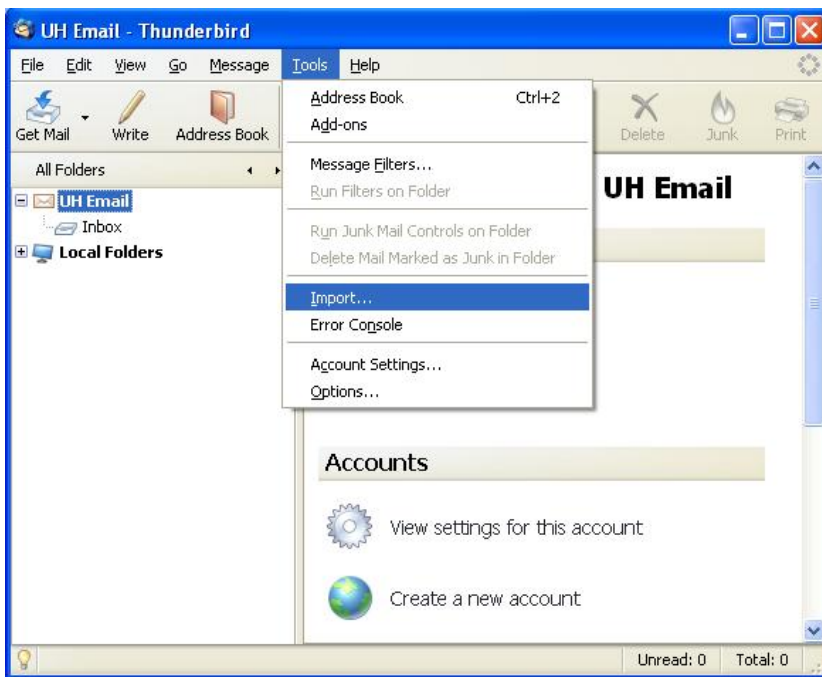 UH Email - Thunderbird
File Edit View Go Message Tools Help
Get Mail Write Address Book Delete Junk Print
Address Book Ctrl+2
Add-ons
Message Filters...
Run Filters on Folder
Run Junk Mail Controls on Folder
Delete Mail Marked as Junk in Folder
Import...
Error Console
Account Settings...
Options...
All Folders
UH Email
Inbox
Local Folders
UH Email
Accounts
View settings for this account
Create a new account
Unread: 0 Total: 0